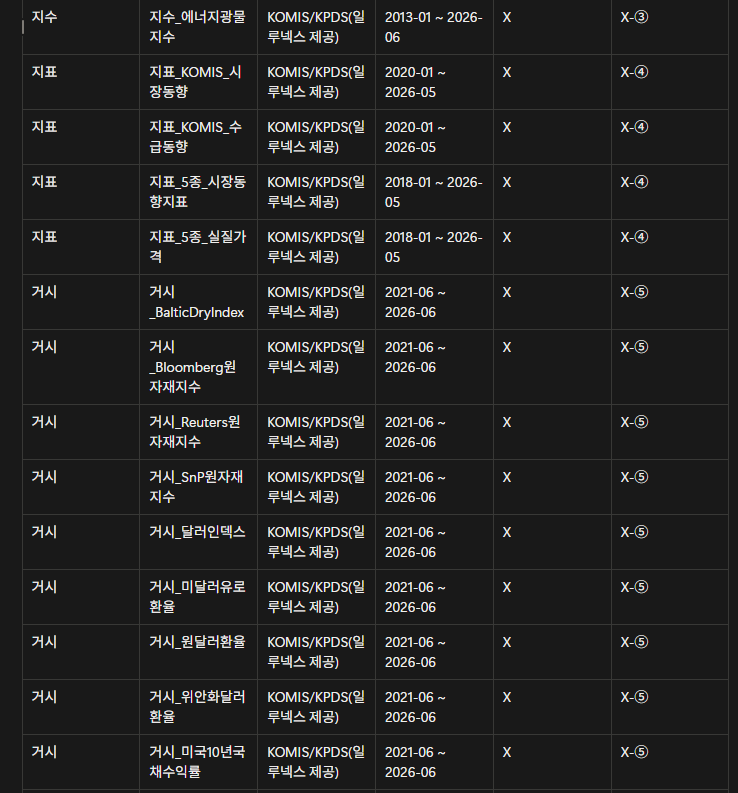 지수 지수_에너지광물 KOMIS/KPDS(일 2013-01 ~ 2026- X X-③
지수 루넥스 제공) 06
지표 지표_KOMIS_시 KOMIS/KPDS(일 2020-01 ~ X X-④
장동향 루넥스 제공) 2026-05
지표 지표_KOMIS_수 KOMIS/KPDS(일 2020-01 ~ X X-④
급동향 루넥스 제공) 2026-05
지표 지표_5종_시장동 KOMIS/KPDS(일 2018-01 ~ 2026- X X-④
향지표 루넥스 제공) 05
지표 지표_5종_실질가 KOMIS/KPDS(일 2018-01 ~ 2026- X X-④
격 루넥스 제공) 05
거시 거시 KOMIS/KPDS(일 2021-06 ~ X X-⑤
_BalticDryIndex 루넥스 제공) 2026-06
거시 거시 KOMIS/KPDS(일 2021-06 ~ X X-⑤
_Bloomberg원 루넥스 제공) 2026-06
자재지수
거시 거시_Reuters원 KOMIS/KPDS(일 2021-06 ~ X X-⑤
자재지수 루넥스 제공) 2026-06
거시 거시_SnP원자재 KOMIS/KPDS(일 2021-06 ~ X X-⑤
지수 루넥스 제공) 2026-06
거시 거시_달러인덱스 KOMIS/KPDS(일 2021-06 ~ X X-⑤
루넥스 제공) 2026-06
거시 거시_미달러유로 KOMIS/KPDS(일 2021-06 ~ X X-⑤
환율 루넥스 제공) 2026-06
거시 거시_원달러환율 KOMIS/KPDS(일 2021-06 ~ X X-⑤
루넥스 제공) 2026-06
거시 거시_위안화달러 KOMIS/KPDS(일 2021-06 ~ X X-⑤
환율 루넥스 제공) 2026-06
거시 거시_미국10년국 KOMIS/KPDS(일 2021-06 ~ X X-⑤
채수익률 루넥스 제공) 2026-06